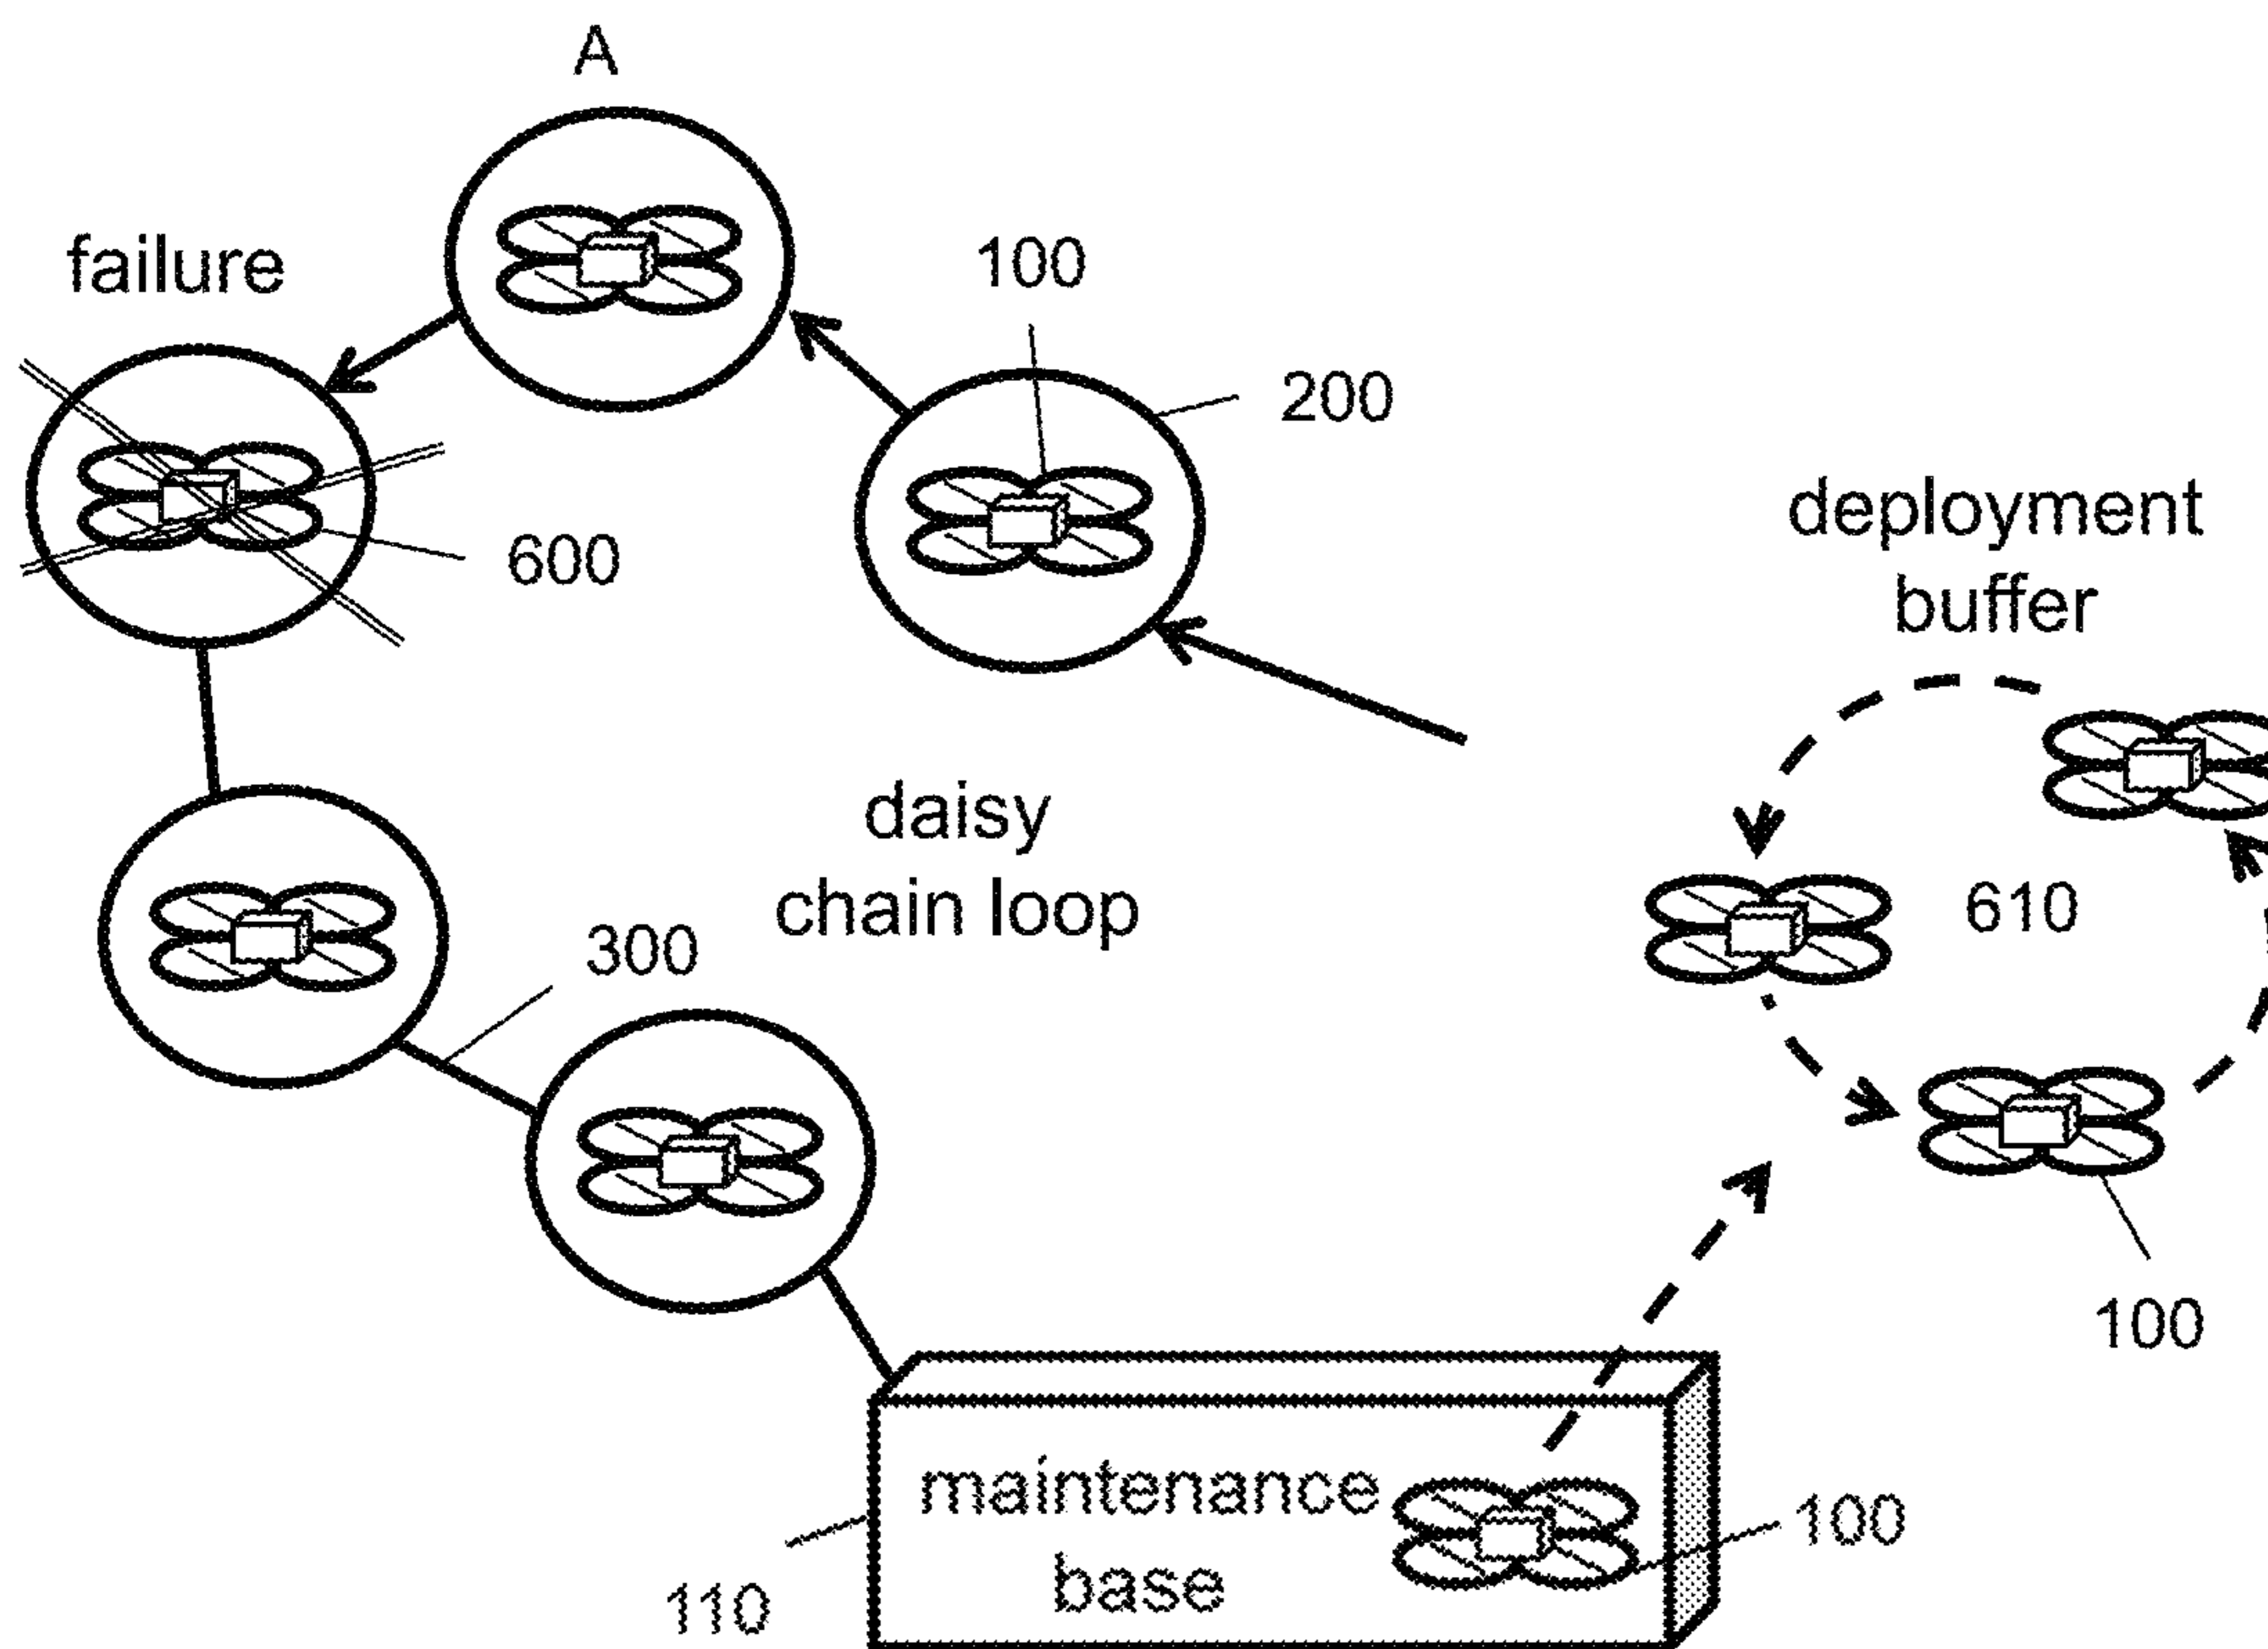 A
failure
100
200
600
deployment
buffer
daisy
chain loop
610
300
100
maintenance
base
100
110